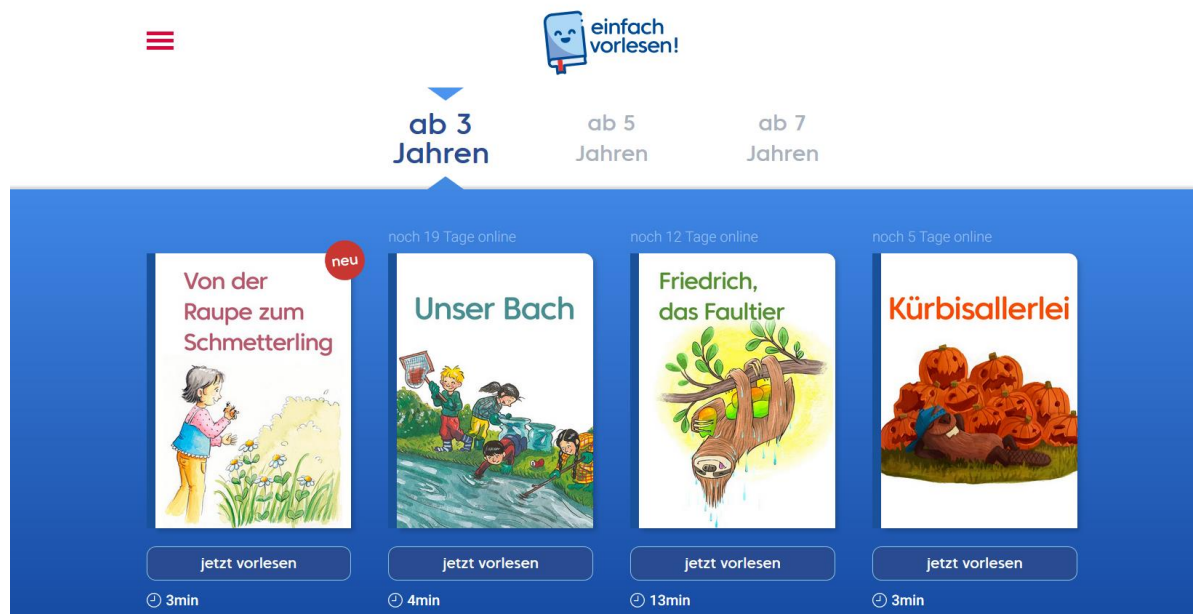 einfach
vorlesen!
ab 3
Jahren
ab 5
Jahren
ab 7
Jahren
neu
Von der
Raupe zum
Schmetterling
jetzt vorlesen
3min
noch 19 Tage online
Unser Bach
jetzt vorlesen
4min
noch 12 Tage online
Friedrich,
das Faultier
jetzt vorlesen
13min
noch 5 Tage online
Kürbisallerlei
jetzt vorlesen
3min